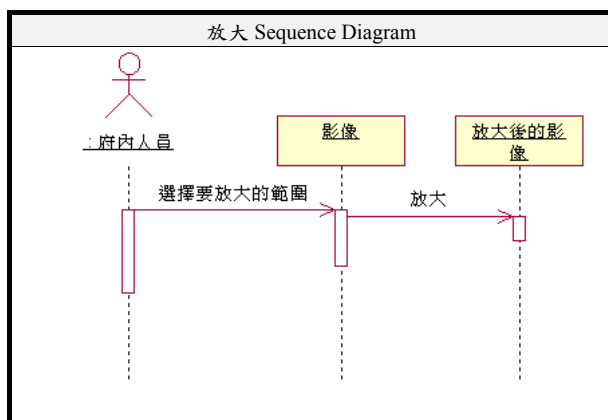 放大 Sequence Diagram
: 府內人員
影像
放大後的影
像
選擇要放大的範圍
放大